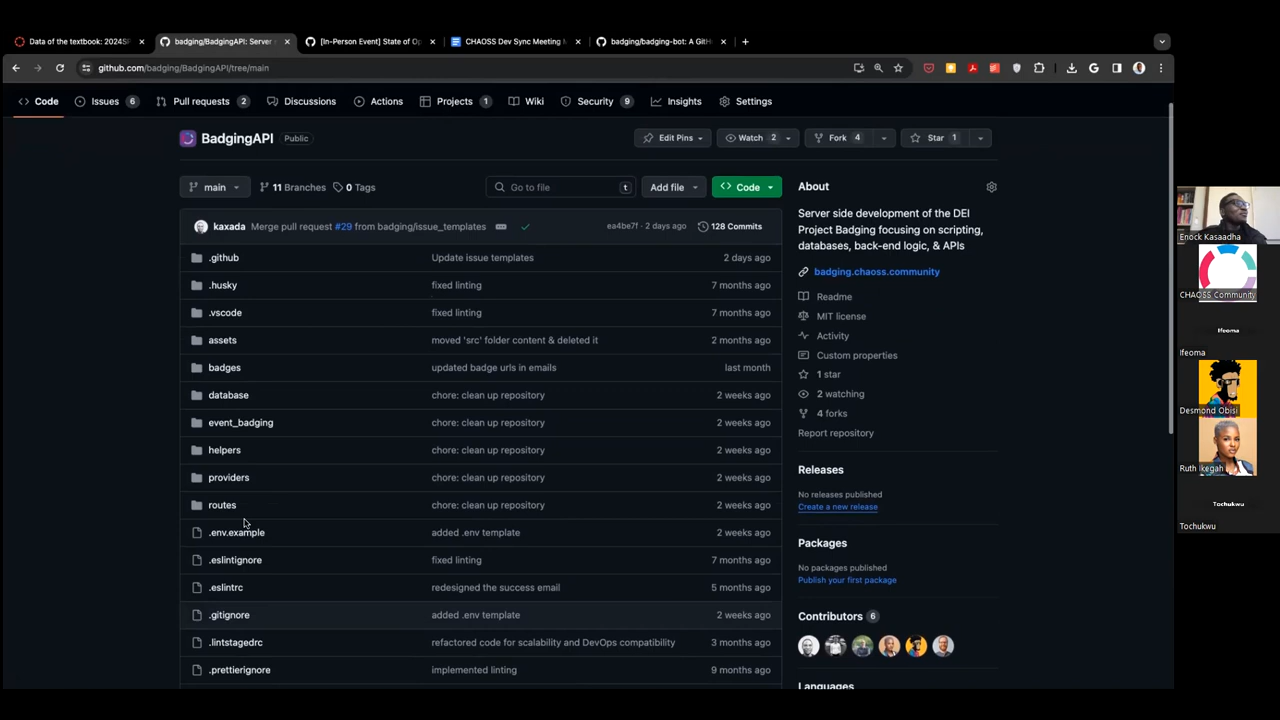 Data of the textbook: 2024SP
badging/BadgingAPI: Server
[In-Person Event] State of Op
CHAOSS Dev Sync Meeting
badging/badging-bot: A GitH
github.com/badging/BadgingAPI/tree/main
Code
Issues 6
Pull requests 2
Discussions
Actions
Projects 1
Wiki
Security 9
Insights
Settings
BadgingAPI Public
Edit Pins
Watch 2
Fork 4
Star 1
main
11 Branches
0 Tags
Go to file t
Add file
Code
kaxada Merge pull request #29 from badging/issue_templates ea4be7f · 2 days ago 128 Commits
.github Update issue templates 2 days ago
.husky fixed linting 7 months ago
.vscode fixed linting 7 months ago
assets moved 'src' folder content & deleted it 2 months ago
badges updated badge urls in emails last month
database chore: clean up repository 2 weeks ago
event_badging chore: clean up repository 2 weeks ago
helpers chore: clean up repository 2 weeks ago
providers chore: clean up repository 2 weeks ago
routes chore: clean up repository 2 weeks ago
.env.example added .env template 2 weeks ago
.eslintignore fixed linting 7 months ago
.eslintrc redesigned the success email 5 months ago
.gitignore added .env template 2 weeks ago
.lintstagedrc refactored code for scalability and DevOps compatibility 3 months ago
.prettierignore implemented linting 9 months ago
About
Server side development of the DEI
Project Badging focusing on scripting,
databases, back-end logic, & APIs
badging.chaoss.community
Readme
MIT license
Activity
Custom properties
1 star
2 watching
4 forks
Report repository
Releases
No releases published
Create a new release
Packages
No packages published
Publish your first package
Contributors 6
Languages
Enock Kasaadha
CHAOSS Community
Ifeoma
Ifeoma
Desmond Obisi
Ruth Ikegah
Tochukwu
Tochukwu